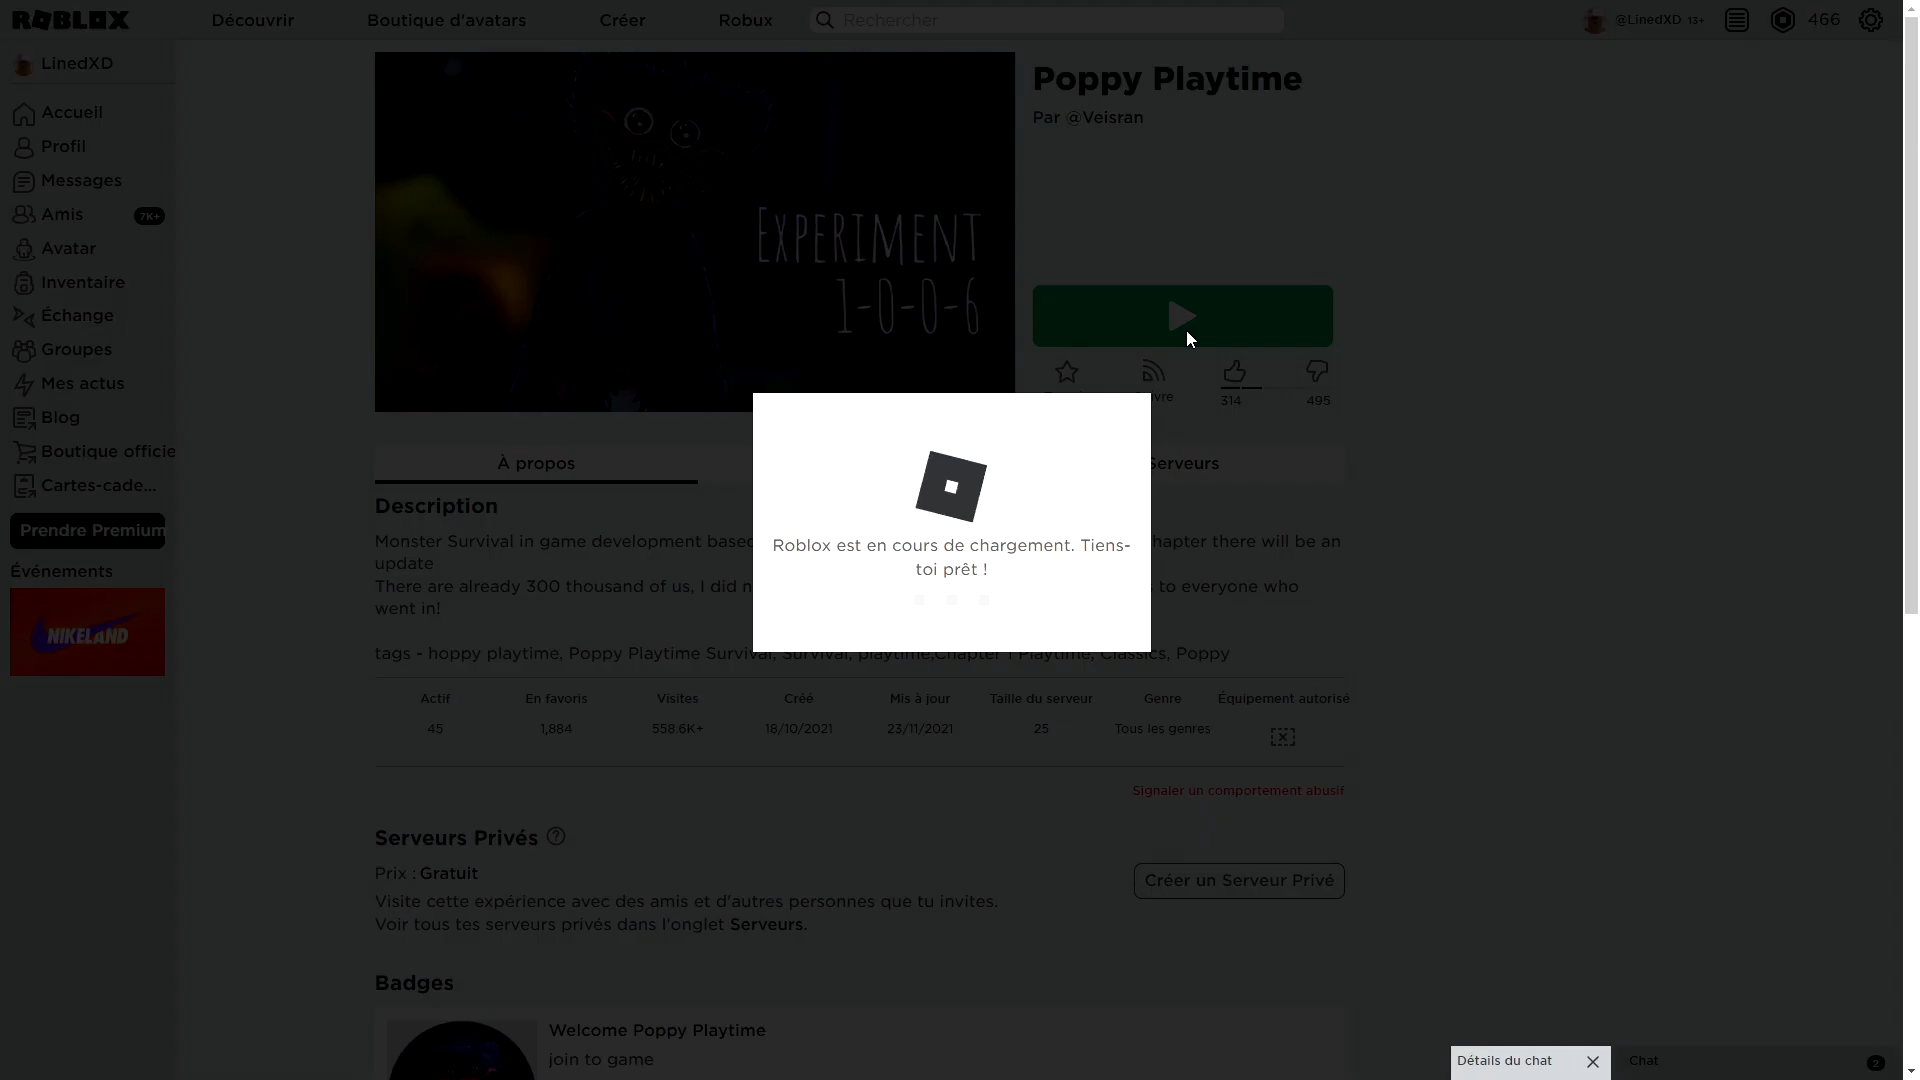 ROBLOX
Découvrir
Boutique d'avatars
Créer
Robux
Rechercher
@LinedXD 13+
466
LinedXD
Accueil
Profil
Messages
Amis
7K+
Avatar
Inventaire
Échange
Groupes
Mes actus
Blog
Boutique officie
Cartes-cade...
Prendre Premium
Événements
NIKELAND
EXPERIMENT
1-0-0-6
Poppy Playtime
Par @Veisran
314
495
À propos
Serveurs
Roblox est en cours de chargement. Tiens-
toi prêt !
Description
Monster Survival in game development based
chapter there will be an
update
There are already 300 thousand of us, I did
to everyone who
went in!
tags - hoppy playtime, Poppy Playtime Survival, Survival, playtime,Chapter 1 Playtime, Classics, Poppy
Actif
En favoris
Visites
Créé
Mis à jour
Taille du serveur
Genre
Équipement autorisé
45
1,884
558.6K+
18/10/2021
23/11/2021
25
Tous les genres
Signaler un comportement abusif
Serveurs Privés
Prix : Gratuit
Créer un Serveur Privé
Visite cette expérience avec des amis et d'autres personnes que tu invites.
Voir tous tes serveurs privés dans l'onglet Serveurs.
Badges
Welcome Poppy Playtime
join to game
Détails du chat
Chat
2